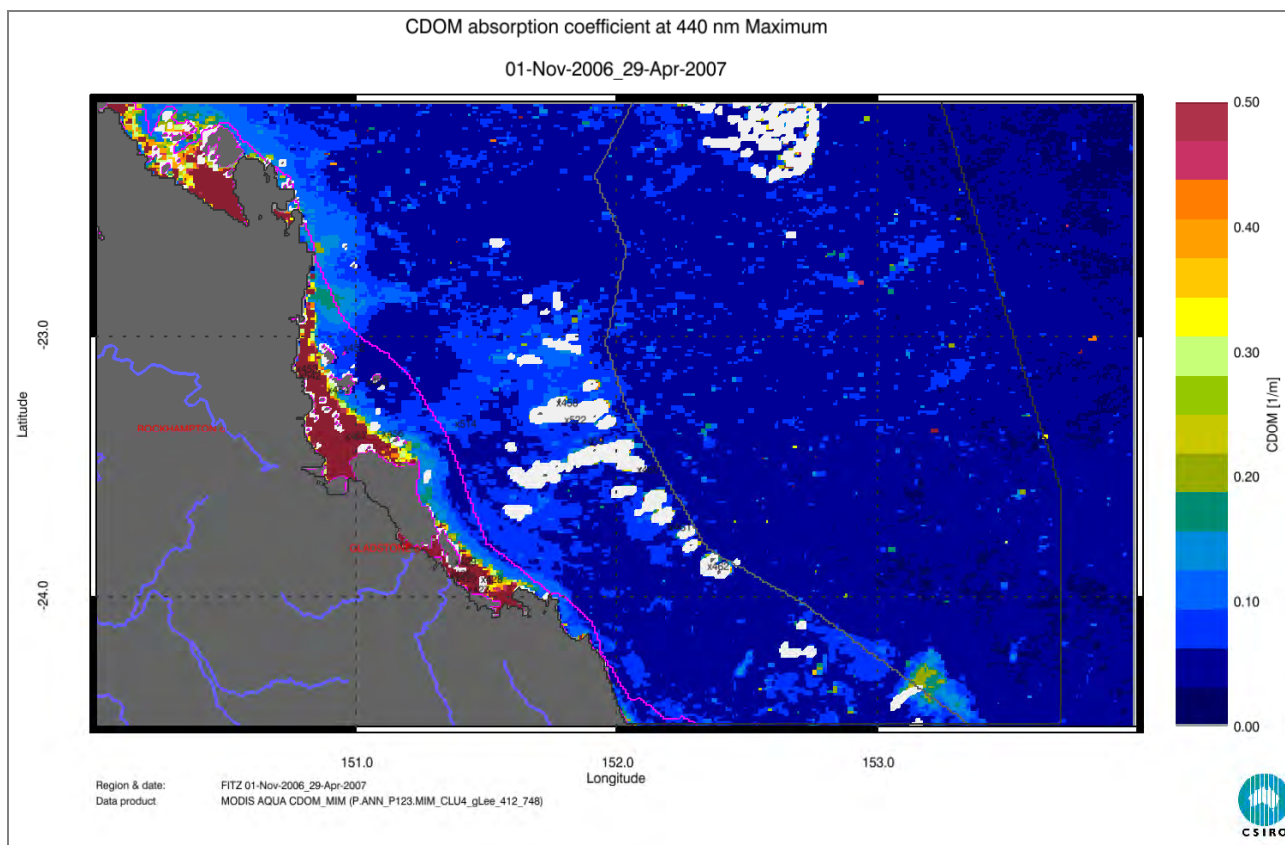 CDOM absorption coefficient at 440 nm Maximum
01-Nov-2006_29-Apr-2007
0.50
0.40
0.30
0.20
0.10
0.00
CDOM [1/m]
-23.0
-24.0
Latitude
ROCKHAMPTON
x462
151.0
152.0
153.0
Longitude
Region & date: FITZ 01-Nov-2006_29-Apr-2007
Data product MODIS AQUA CDOM_MIM (P.ANN_P123.MIM_CLU4_gLee_412_748)
CSIRO